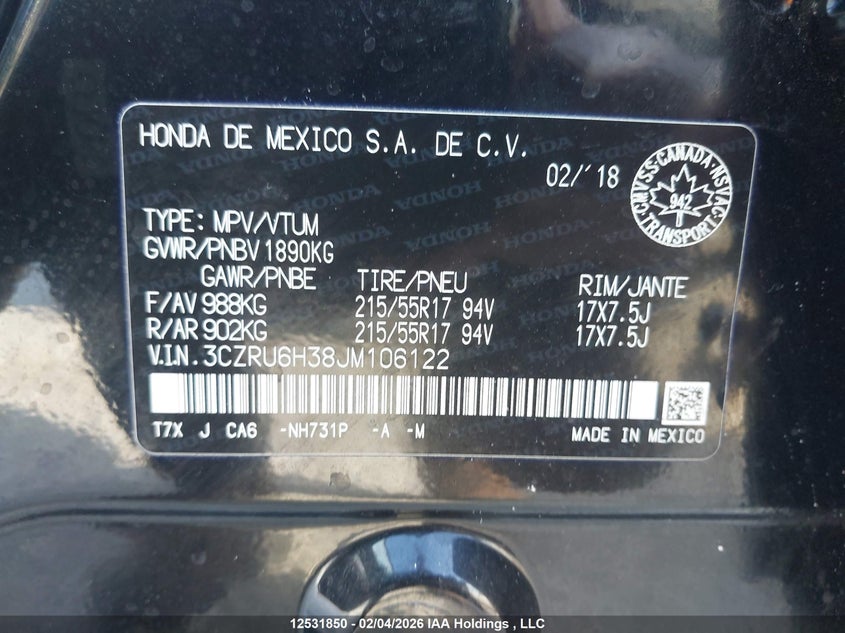 HONDA DE MEXICO S.A. DE C.V.
02/'18
CMVSS·CANADA·NSVAC
942
TRANSPORT
TYPE: MPV/VTUM
GVWR/PNBV 1890KG
GAWR/PNBE TIRE/PNEU RIM/JANTE
F/AV 988KG 215/55R17 94V 17X7.5J
R/AR 902KG 215/55R17 94V 17X7.5J
V.I.N. 3CZRU6H38JM106122
T7X J CA6 -NH731P -A -M MADE IN MEXICO
12531850 - 02/04/2026 IAA Holdings , LLC